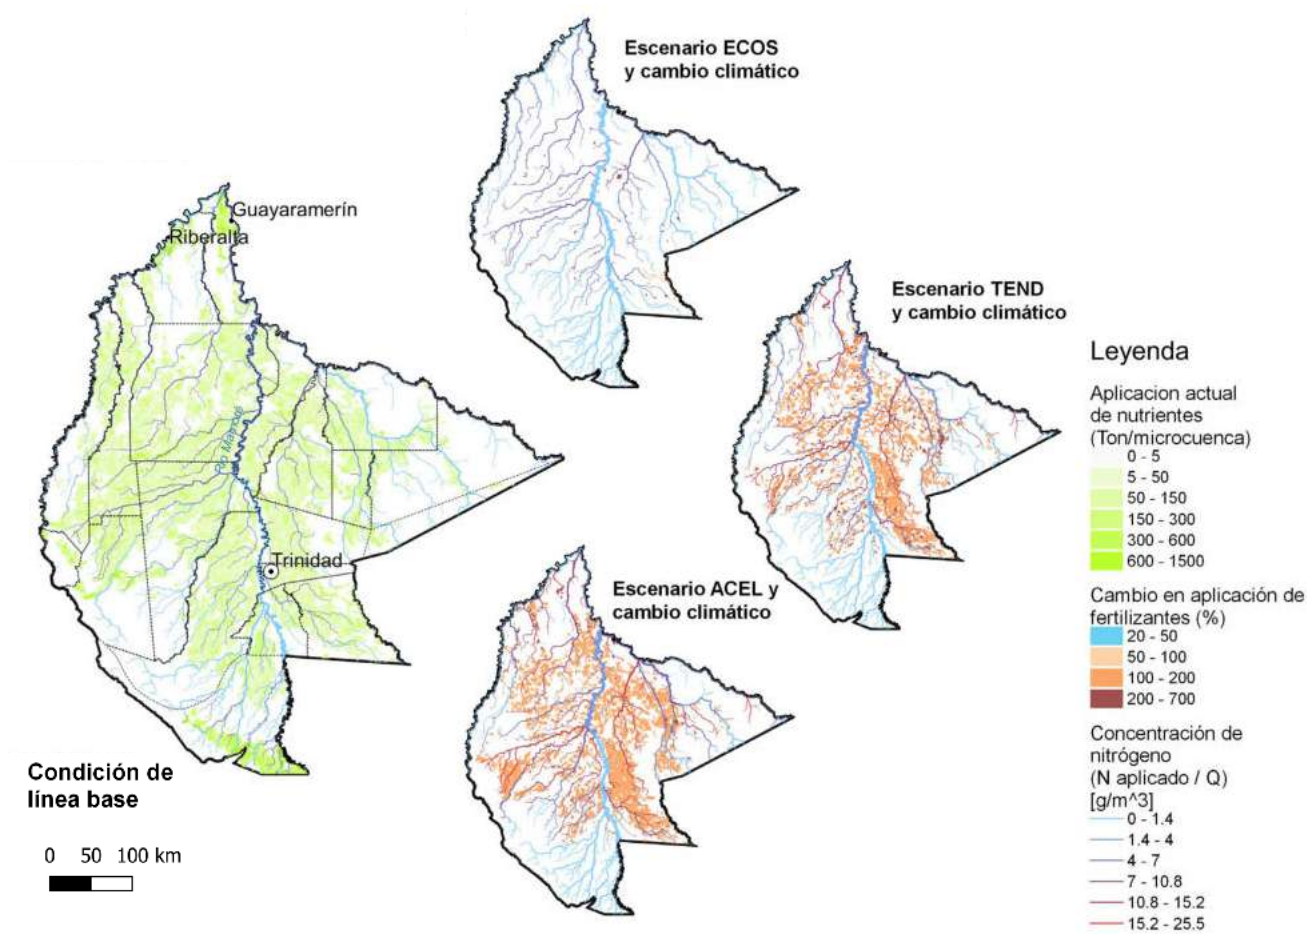 Escenario ECOS
y cambio climático
Guayaramerín
Riberalta
Río Mamoré
Trinidad
Condición de
línea base
0 50 100 km
Escenario TEND
y cambio climático
Escenario ACEL y
cambio climático
Leyenda
Aplicacion actual
de nutrientes
(Ton/microcuenca)
0 - 5
5 - 50
50 - 150
150 - 300
300 - 600
600 - 1500
Cambio en aplicación de
fertilizantes (%)
20 - 50
50 - 100
100 - 200
200 - 700
Concentración de
nitrógeno
(N aplicado / Q)
[g/m^3]
0 - 1.4
1.4 - 4
4 - 7
7 - 10.8
10.8 - 15.2
15.2 - 25.5